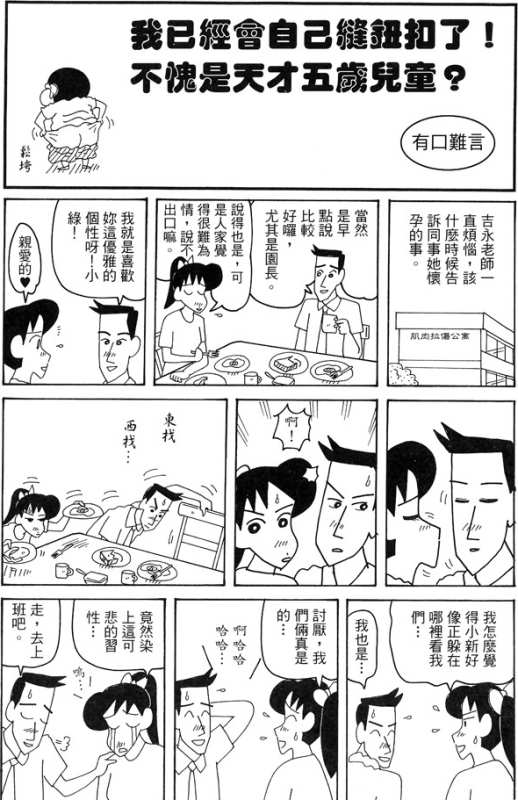 我已經會自己縫鈕扣了！
不愧是天才五歲兒童？
鬆垮
有口難言
吉永老師一
直煩惱，該
什麼時候告
訴同事她懷
孕的事。
肌肉拉傷公寓
當然
是早
點說
比較
好囉，
尤其是園長。
說得也是，可
是人家覺
得很難為
情，說不
出口嘛。
我就是喜歡
妳這優雅的
個性呀！小
綠！
親愛的♥
啊！
東找
西找…
我怎麼覺
得小新好
像正躲在
哪裡看我
們…
我也是…
討厭，我
們倆真是
的…
啊哈哈
哈哈…
竟然染
上這可
悲的習
性…
嗚…
走，去上
班吧。